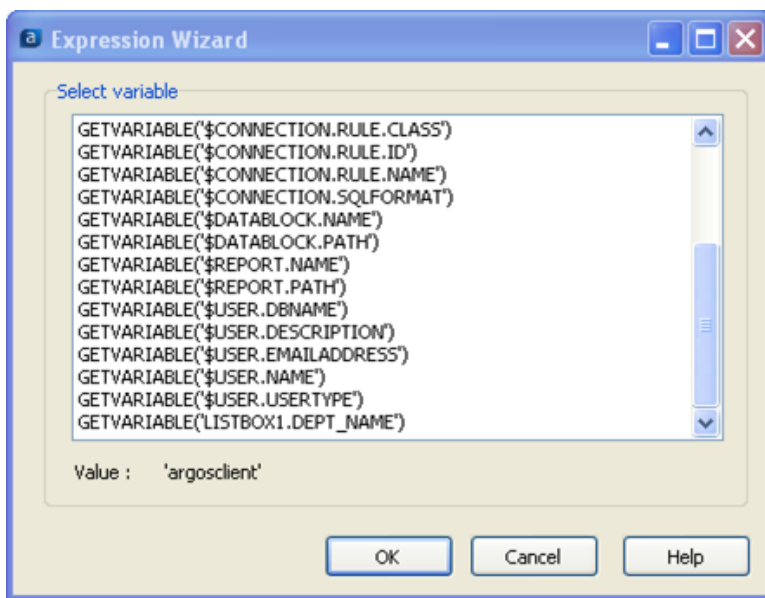 a Expression Wizard
Select variable
GETVARIABLE('$CONNECTION.RULE.CLASS')
GETVARIABLE('$CONNECTION.RULE.ID')
GETVARIABLE('$CONNECTION.RULE.NAME')
GETVARIABLE('$CONNECTION.SQLFORMAT')
GETVARIABLE('$DATABLOCK.NAME')
GETVARIABLE('$DATABLOCK.PATH')
GETVARIABLE('$REPORT.NAME')
GETVARIABLE('$REPORT.PATH')
GETVARIABLE('$USER.DBNAME')
GETVARIABLE('$USER.DESCRIPTION')
GETVARIABLE('$USER.EMAILADDRESS')
GETVARIABLE('$USER.NAME')
GETVARIABLE('$USER.USERTYPE')
GETVARIABLE('LISTBOX1.DEPT_NAME')
Value : 'argosclient'
OK Cancel Help